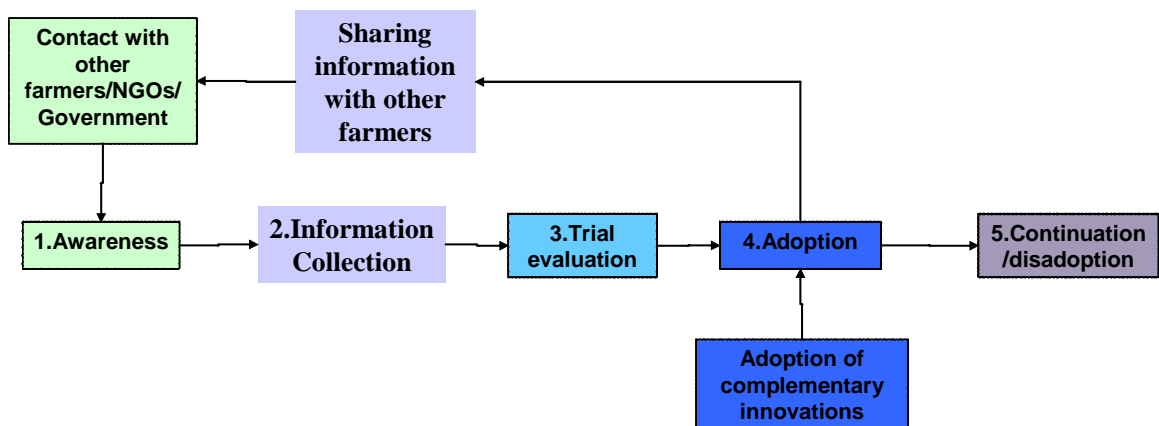 Contact with
other
farmers/NGOs/
Government
Sharing
information
with other
farmers
1.Awareness
2.Information
Collection
3.Trial
evaluation
4.Adoption
5.Continuation
/disadoption
Adoption of
complementary
innovations